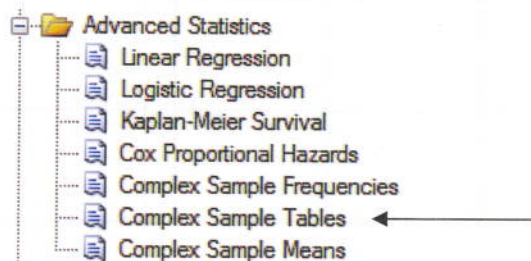 Advanced Statistics
Linear Regression
Logistic Regression
Kaplan-Meier Survival
Cox Proportional Hazards
Complex Sample Frequencies
Complex Sample Tables
Complex Sample Means